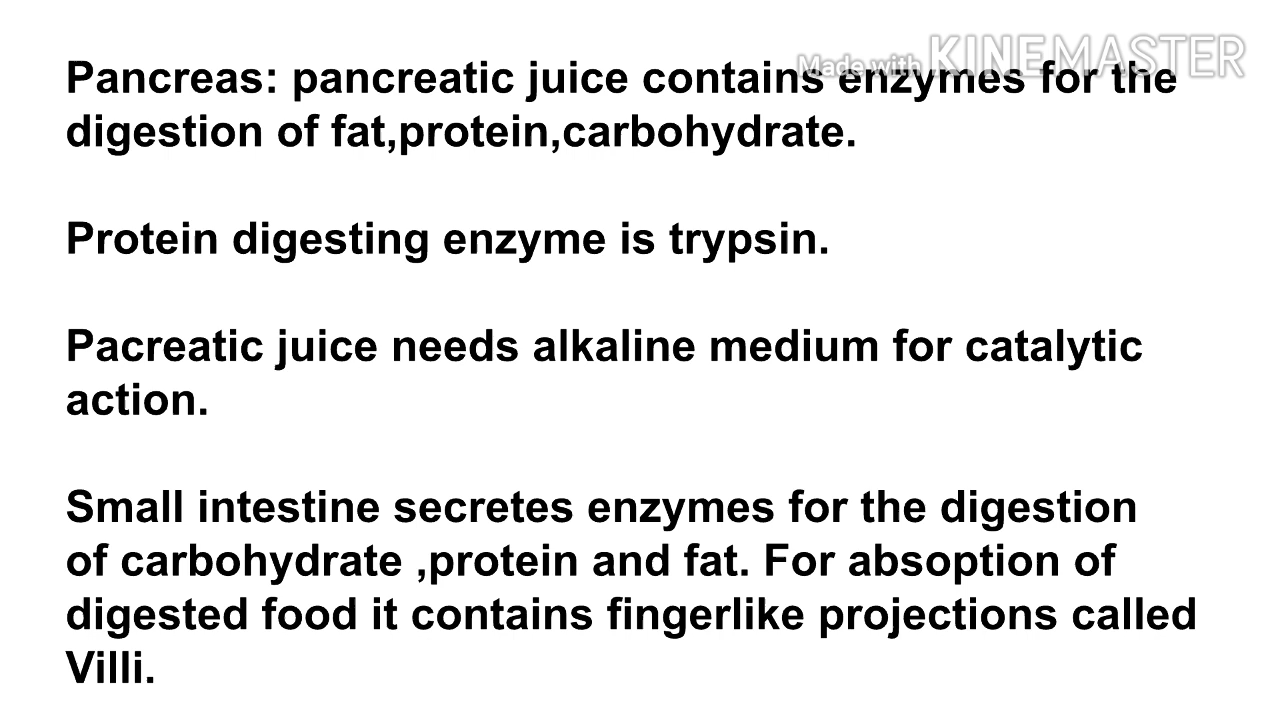 Made with KINEMASTER
Pancreas: pancreatic juice contains enzymes for the
digestion of fat,protein,carbohydrate.
Protein digesting enzyme is trypsin.
Pacreatic juice needs alkaline medium for catalytic
action.
Small intestine secretes enzymes for the digestion
of carbohydrate ,protein and fat. For absoption of
digested food it contains fingerlike projections called
Villi.